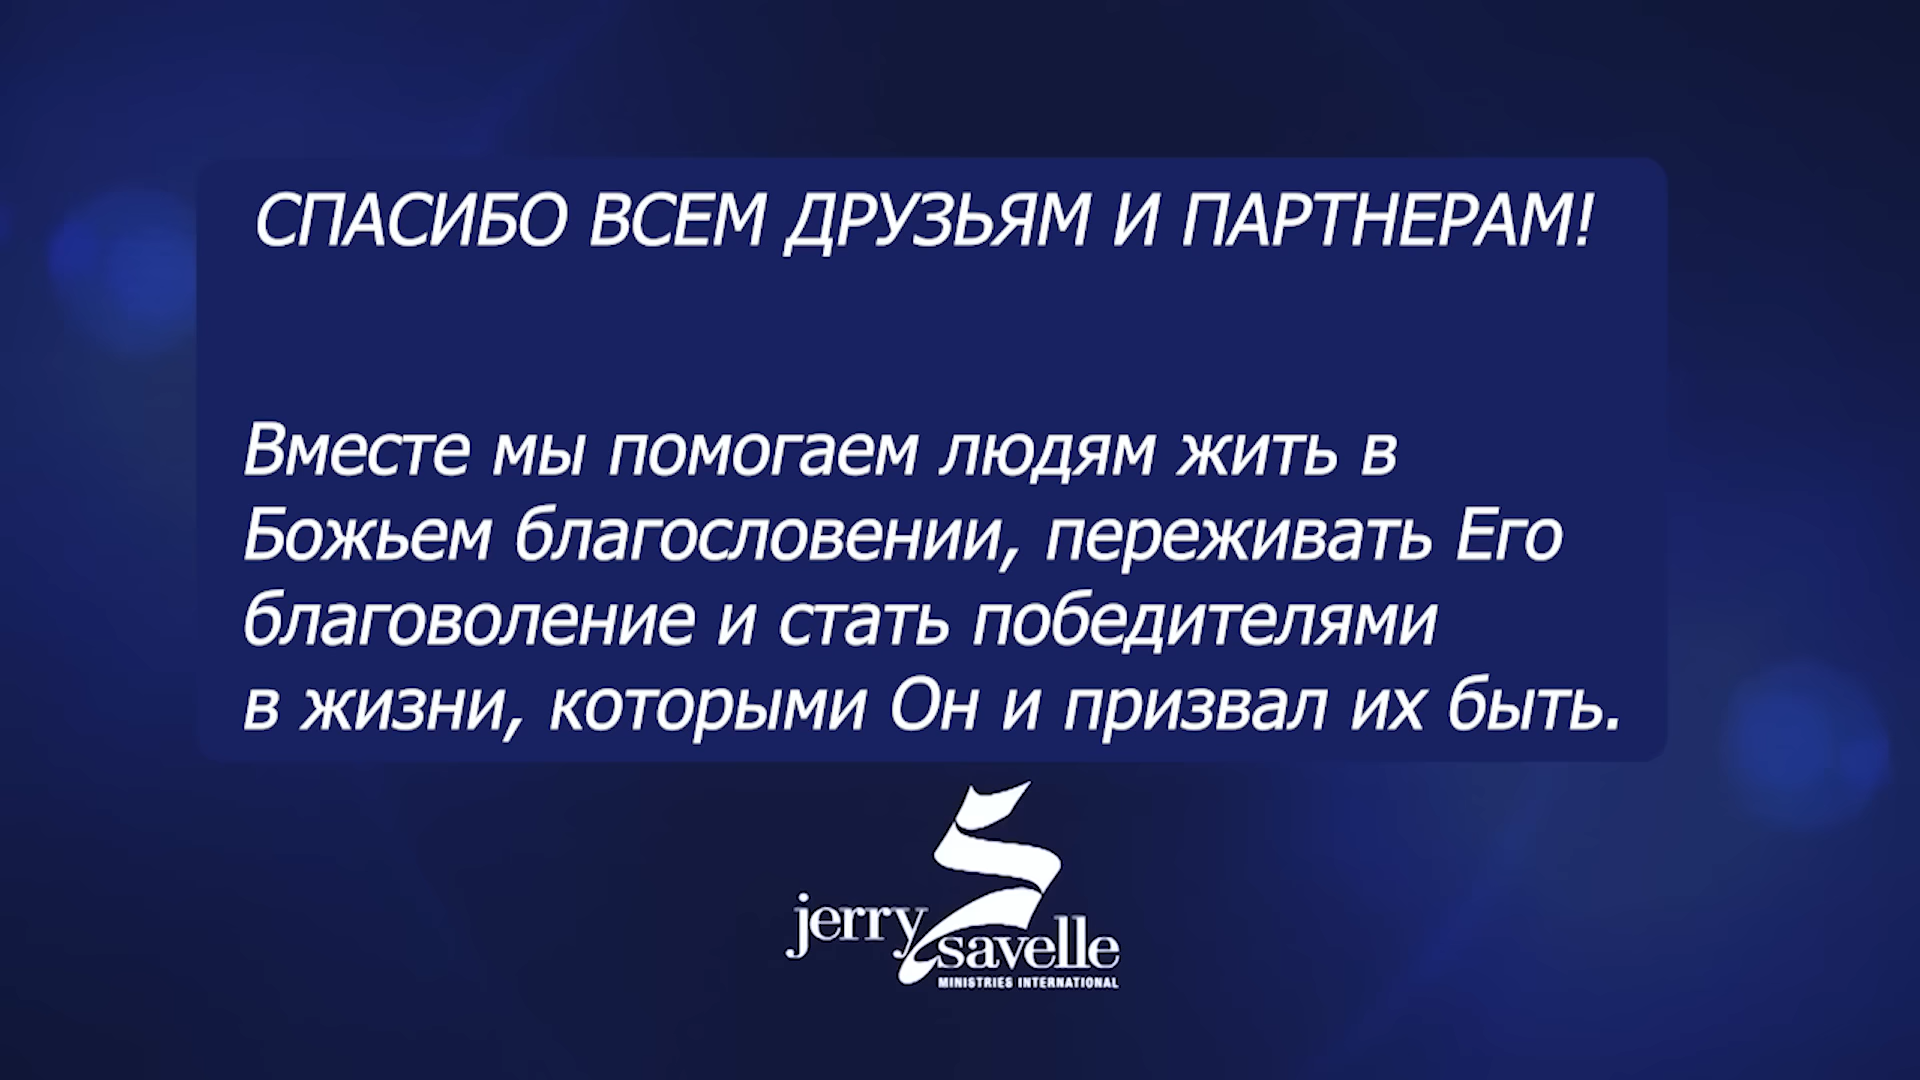 СПАСИБО ВСЕМ ДРУЗЬЯМ И ПАРТНЕРАМ!
Вместе мы помогаем людям жить в
Божьем благословении, переживать Его
благоволение и стать победителями
в жизни, которыми Он и призвал их быть.
jerry savelle
MINISTRIES INTERNATIONAL